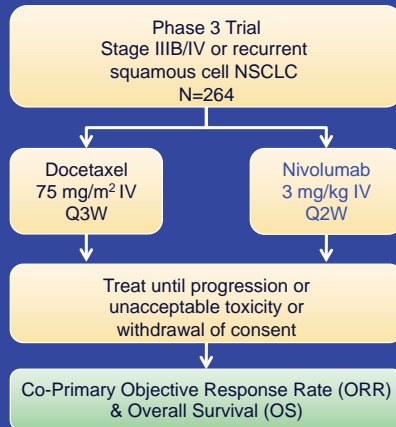 Phase 3 Trial
Stage IIIB/IV or recurrent
squamous cell NSCLC
N=264
Docetaxel
75 mg/m² IV
Q3W
Nivolumab
3 mg/kg IV
Q2W
Treat until progression or
unacceptable toxicity or
withdrawal of consent
Co-Primary Objective Response Rate (ORR)
& Overall Survival (OS)